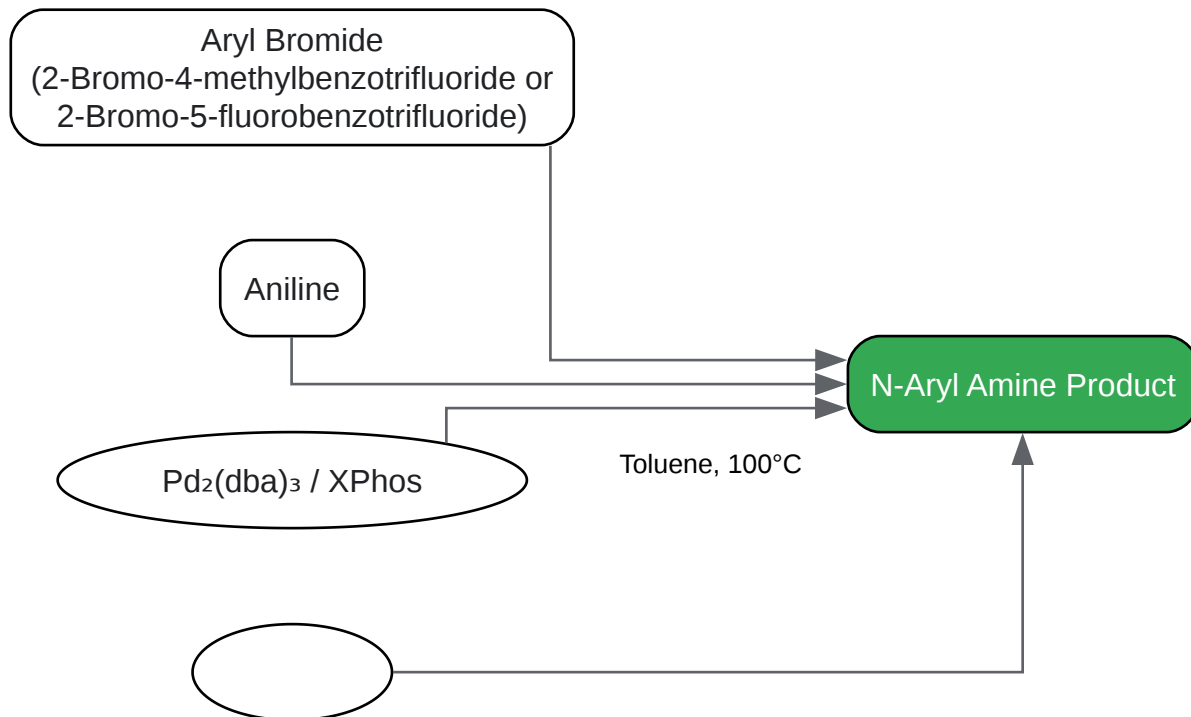 Aryl Bromide
(2-Bromo-4-methylbenzotrifluoride or
2-Bromo-5-fluorobenzotrifluoride)
Aniline
N-Aryl Amine Product
Toluene, 100°C
Pd₂(dba)₃ / XPhos